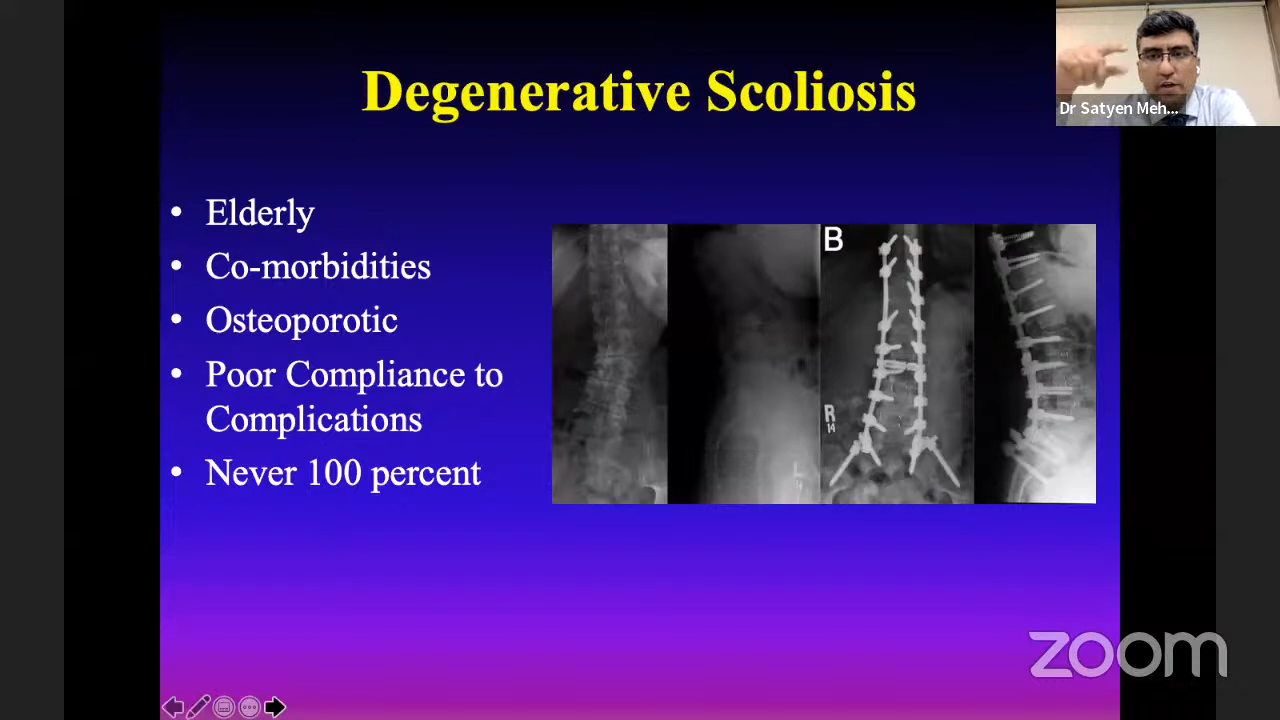 Degenerative Scoliosis
Dr Satyen Meh...
• Elderly
• Co-morbidities
• Osteoporotic
• Poor Compliance to
Complications
• Never 100 percent
B
R
14
L
zoom